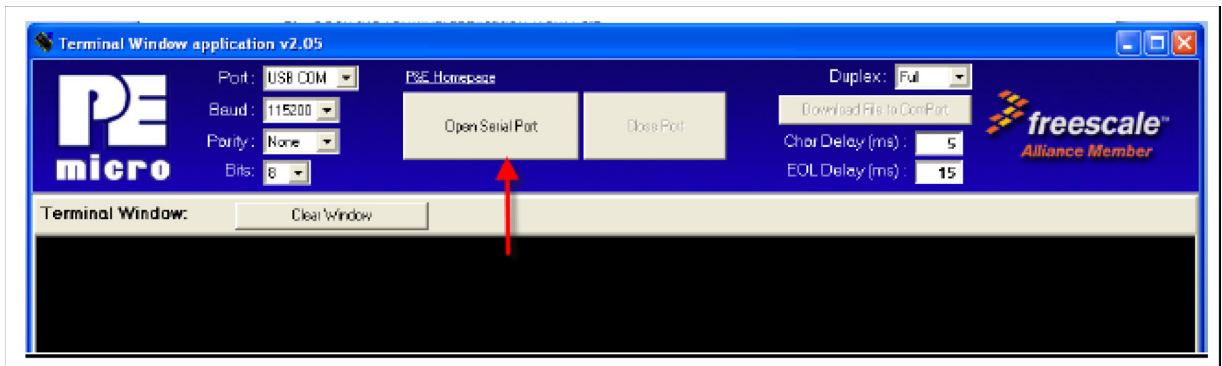 Terminal Window application v2.05
PE
micro
Port: USB COM
Baud: 115200
Parity: None
Bits: 8
P&E Homepage
Open Serial Port
Close Port
Duplex: Full
Download File to ComPort
Char Delay (ms): 5
EOL Delay (ms): 15
freescale™
Alliance Member
Terminal Window:
Clear Window